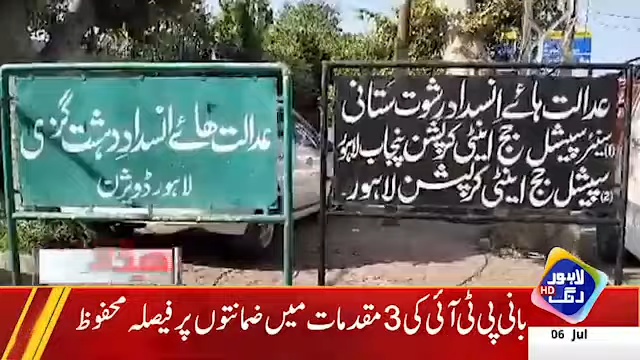 عدالت ھائے انسداد دہشت گردی
لاہور ڈویژن
عدالت ہائے انسداد رشوت ستانی
(1) سینئر سپیشل جج اینٹی کرپشن پنجاب لاہور
(2) سپیشل جج اینٹی کرپشن لاہور
لاہور
HD رنگ
بانی پی ٹی آئی کی 3 مقدمات میں ضمانتوں پر فیصلہ محفوظ
06 Jul